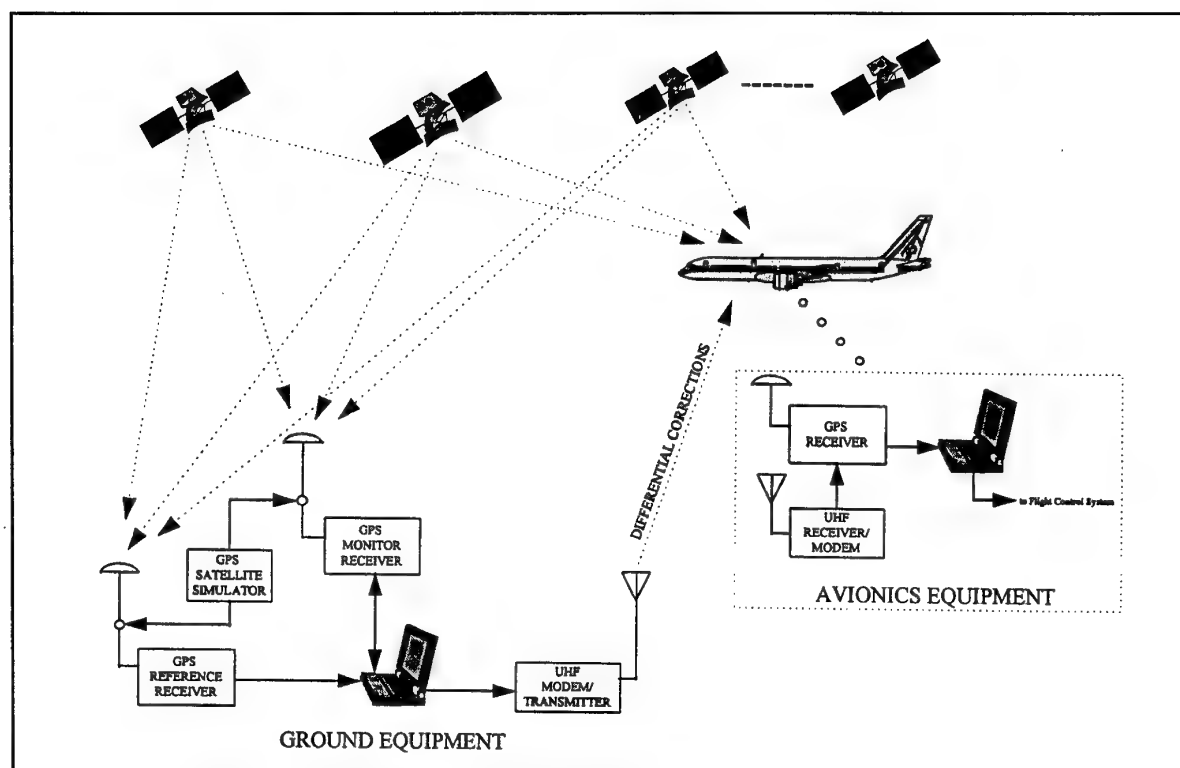 DIFFERENTIAL CORRECTIONS
GPS
RECEIVER
to Flight Control System
UHF
RECEIVER/
MODEM
AVIONICS EQUIPMENT
GPS
MONITOR
RECEIVER
GPS
SATELLITE
SIMULATOR
GPS
REFERENCE
RECEIVER
UHF
MODEM/
TRANSMITTER
GROUND EQUIPMENT